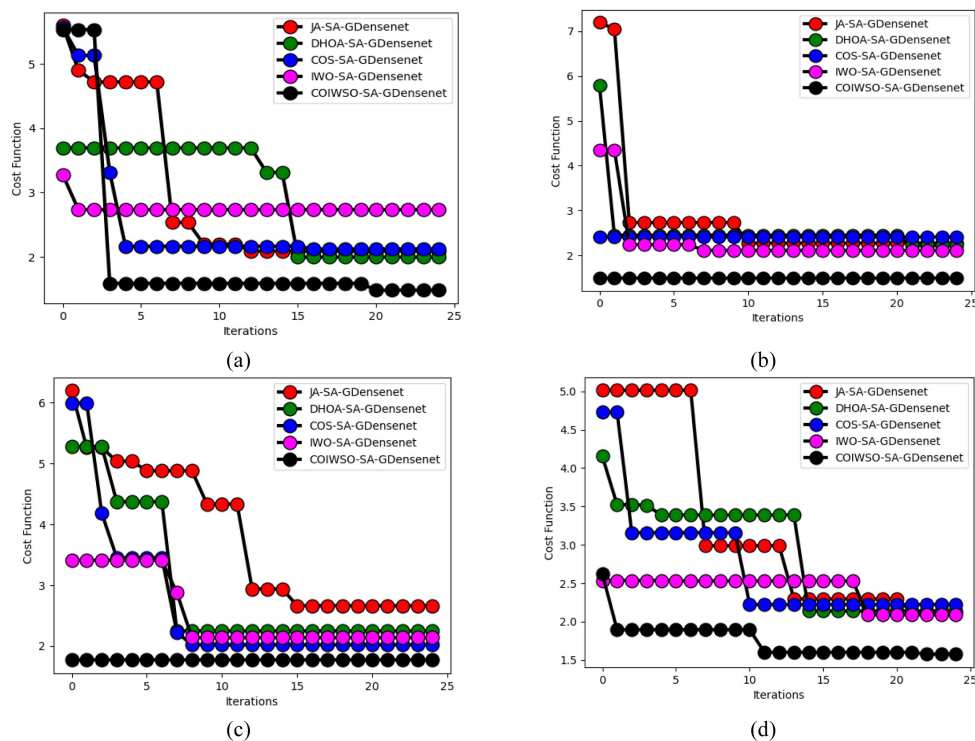 JA-SA-GDensenet
DHOA-SA-GDensenet
COS-SA-GDensenet
IWO-SA-GDensenet
COIWSO-SA-GDensenet
Cost Function
5
4
3
2
0 5 10 15 20 25
Iterations
(a)
JA-SA-GDensenet
DHOA-SA-GDensenet
COS-SA-GDensenet
IWO-SA-GDensenet
COIWSO-SA-GDensenet
Cost Function
7
6
5
4
3
2
0 5 10 15 20 25
Iterations
(b)
JA-SA-GDensenet
DHOA-SA-GDensenet
COS-SA-GDensenet
IWO-SA-GDensenet
COIWSO-SA-GDensenet
Cost Function
6
5
4
3
2
0 5 10 15 20 25
Iterations
(c)
JA-SA-GDensenet
DHOA-SA-GDensenet
COS-SA-GDensenet
IWO-SA-GDensenet
COIWSO-SA-GDensenet
Cost Function
5.0
4.5
4.0
3.5
3.0
2.5
2.0
1.5
0 5 10 15 20 25
Iterations
(d)